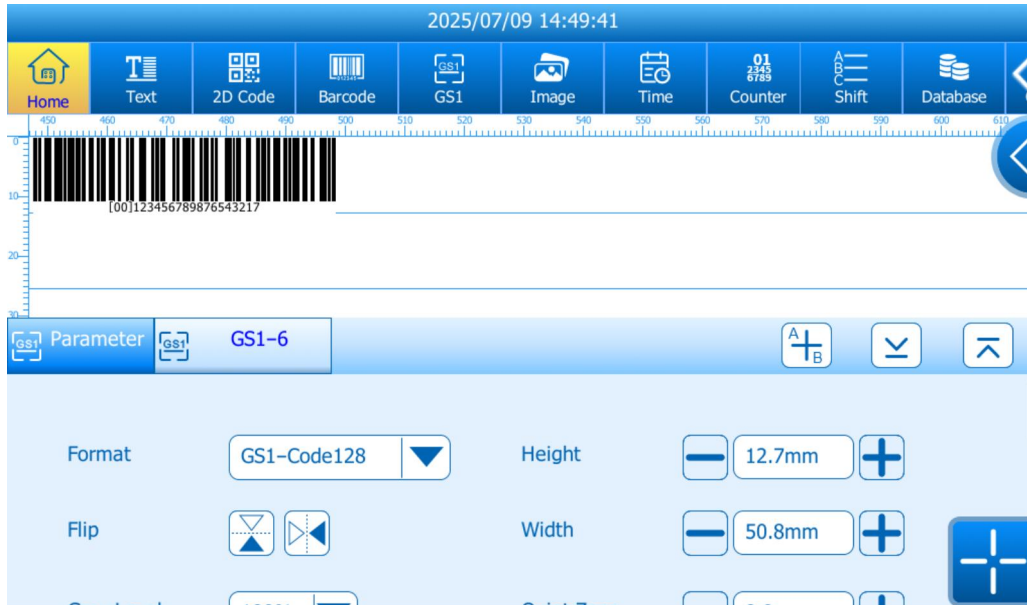 2025/07/09 14:49:41
Home Text 2D Code Barcode GS1 Image Time Counter Shift Database
450 460 470 480 490 500 510 520 530 540 550 560 570 580 590 600 610
0
10
[00]123456789876543217
20
30
Parameter GS1-6
Format GS1-Code128 Height 12.7mm
Flip Width 50.8mm